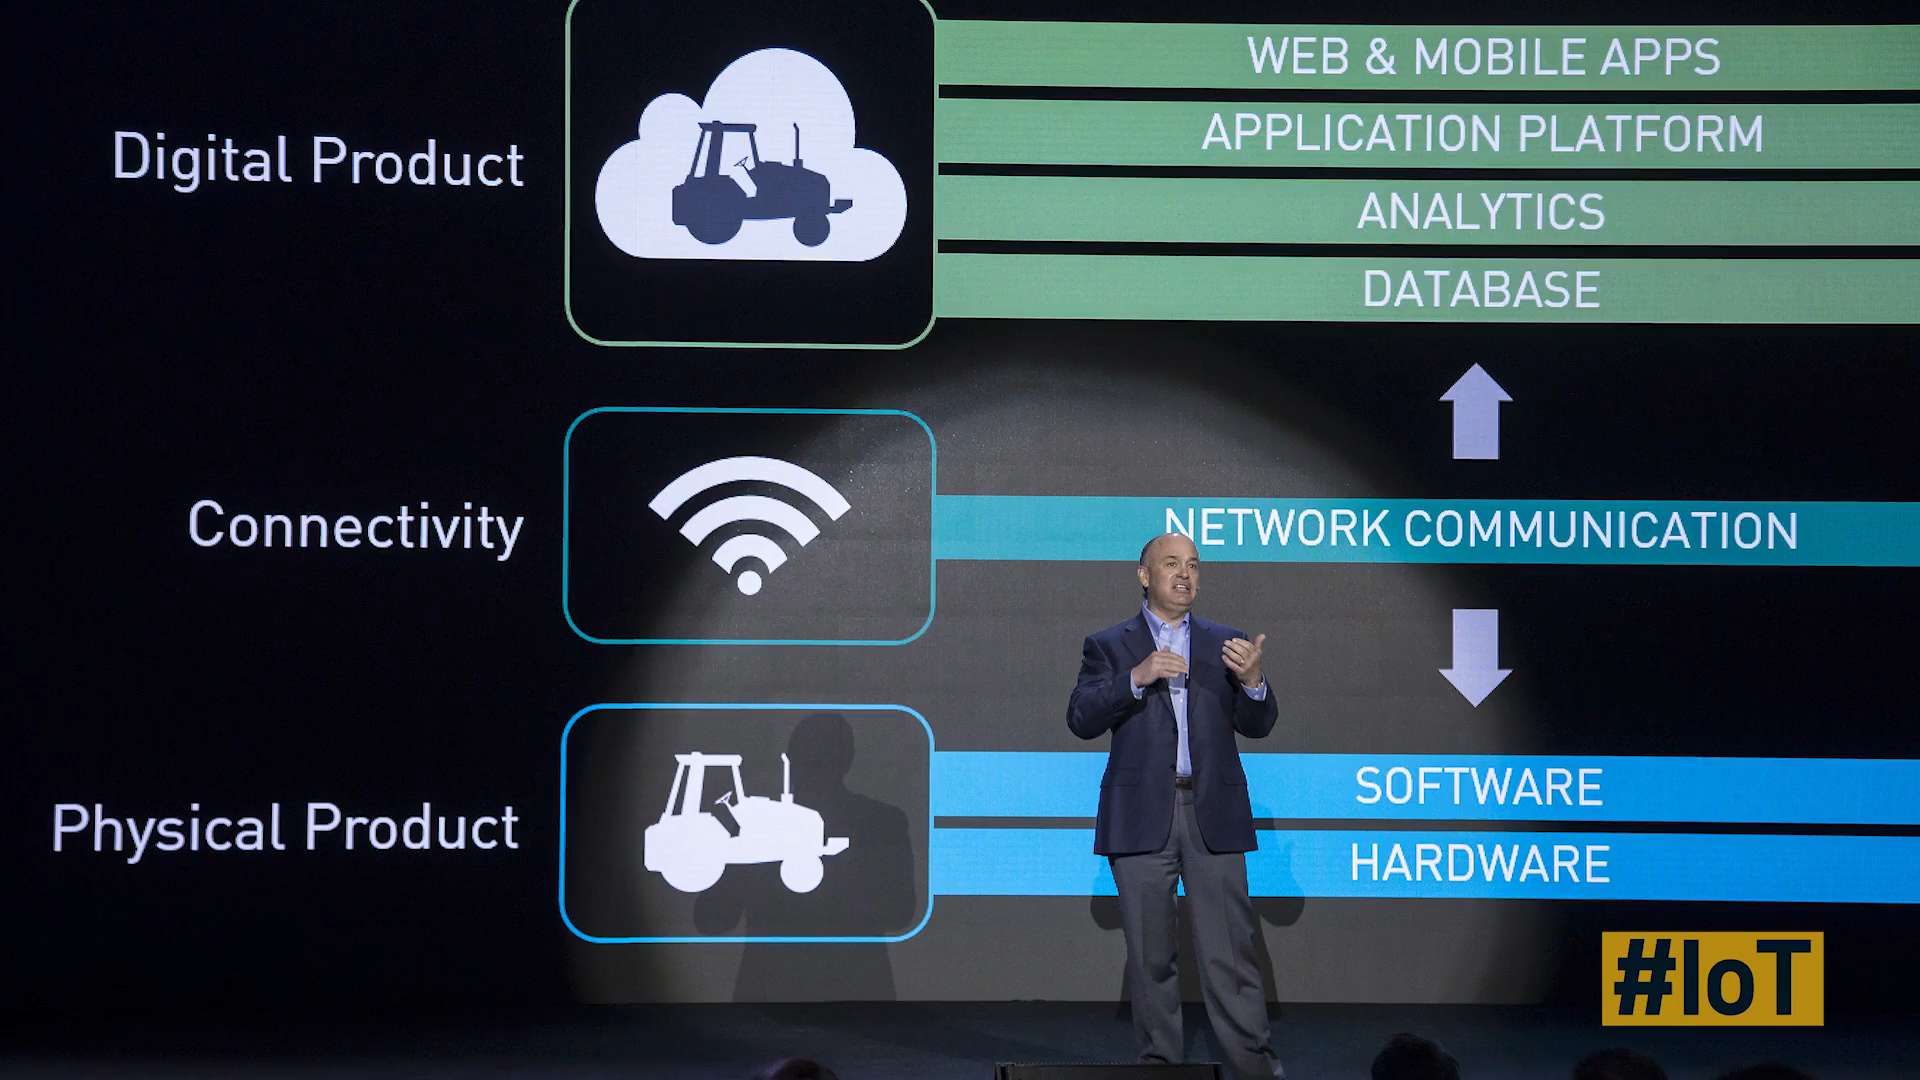 Digital Product
WEB & MOBILE APPS
APPLICATION PLATFORM
ANALYTICS
DATABASE
Connectivity
NETWORK COMMUNICATION
Physical Product
SOFTWARE
HARDWARE
#IoT